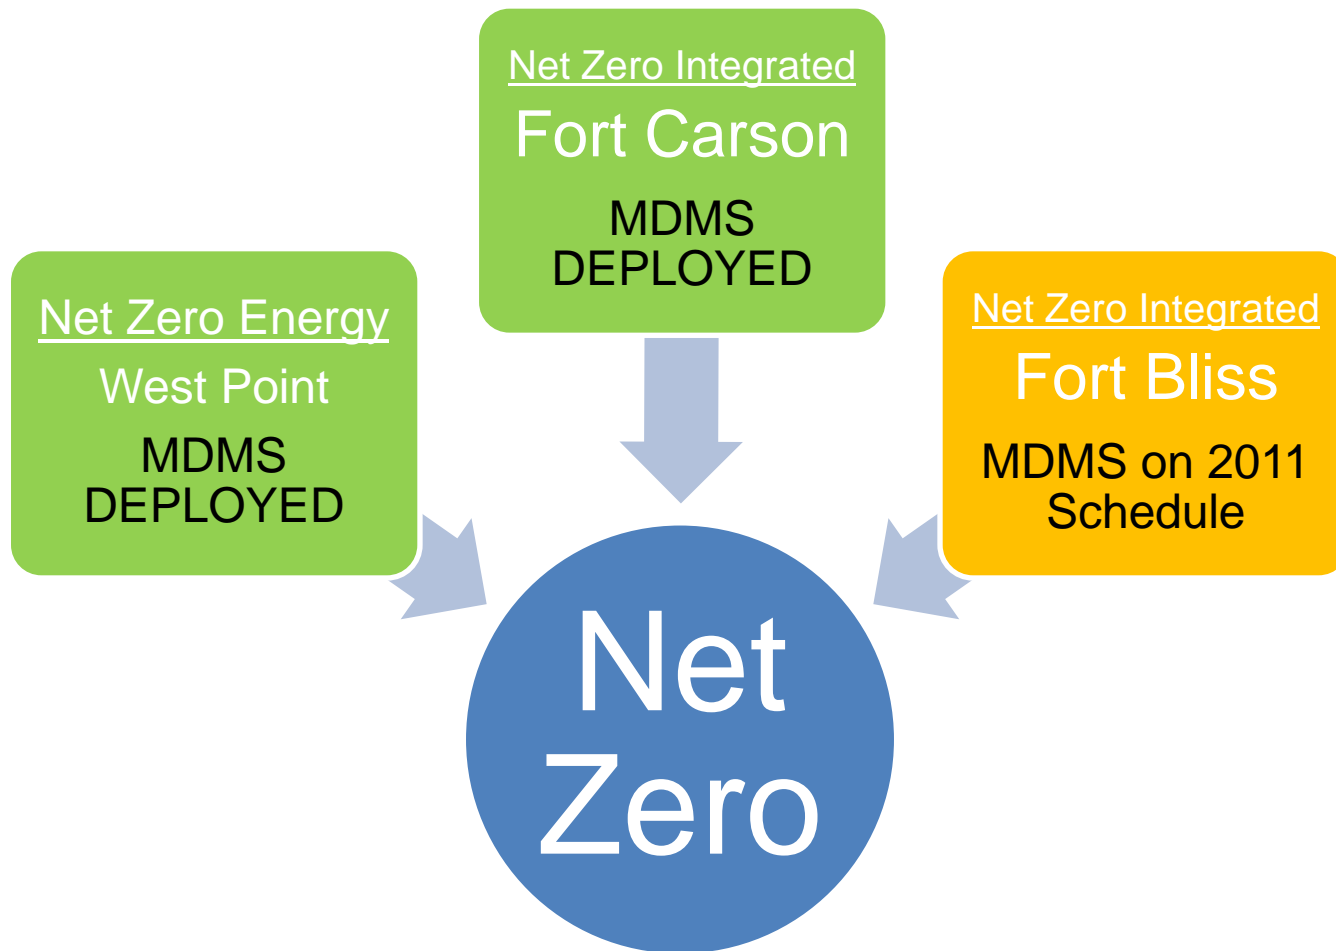 Net Zero Integrated
Fort Carson
MDMS
DEPLOYED
Net Zero Energy
West Point
MDMS
DEPLOYED
Net Zero Integrated
Fort Bliss
MDMS on 2011
Schedule
Net
Zero